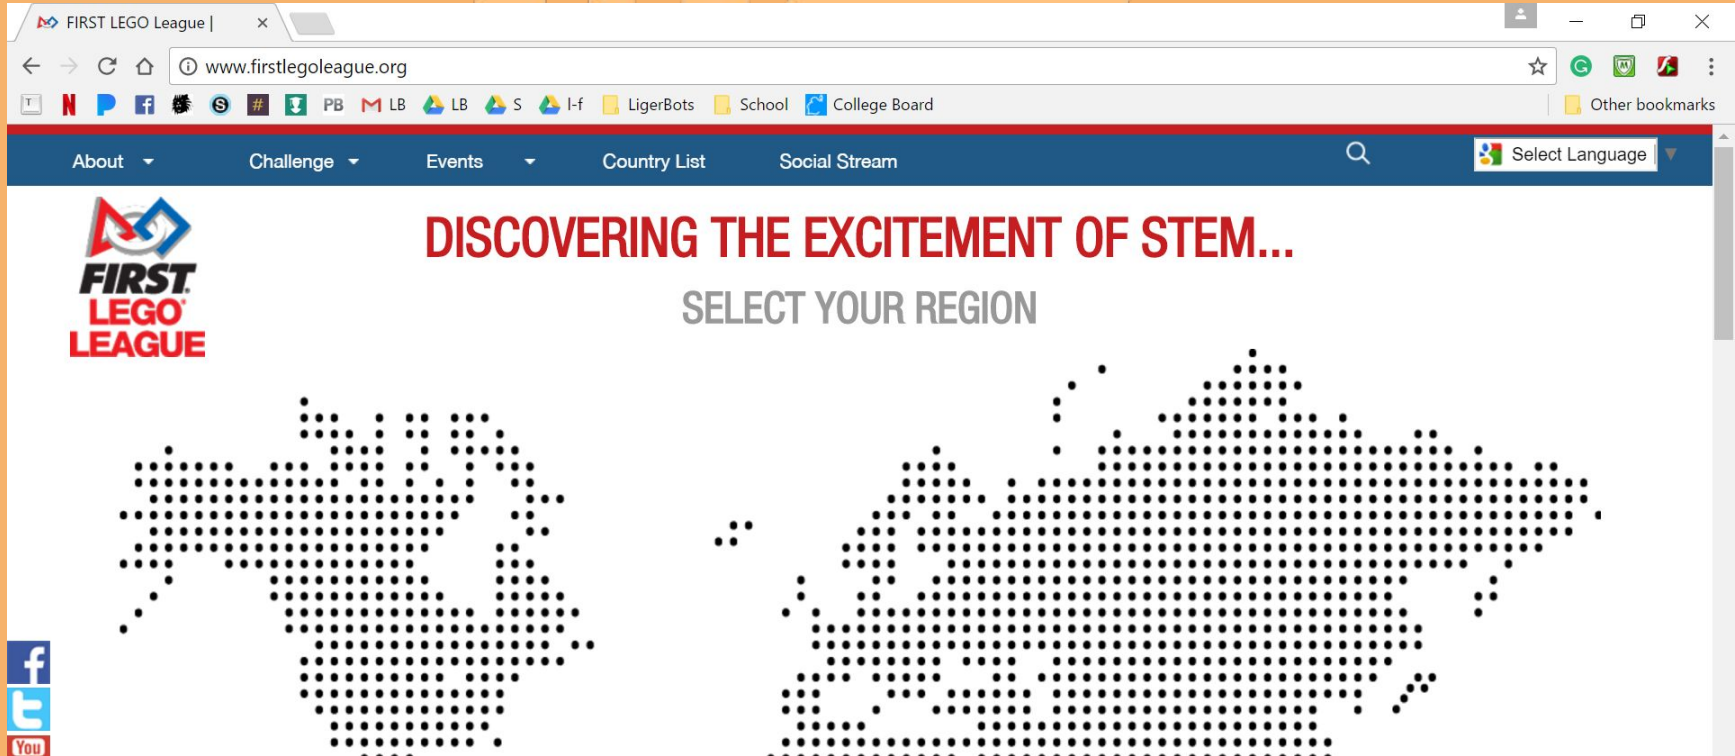 FIRST LEGO League |
www.firstlegoleague.org
T N P f S # PB M LB LB S I-f LigerBots School College Board Other bookmarks
About Challenge Events Country List Social Stream Select Language
FIRST
LEGO
LEAGUE
DISCOVERING THE EXCITEMENT OF STEM...
SELECT YOUR REGION
You